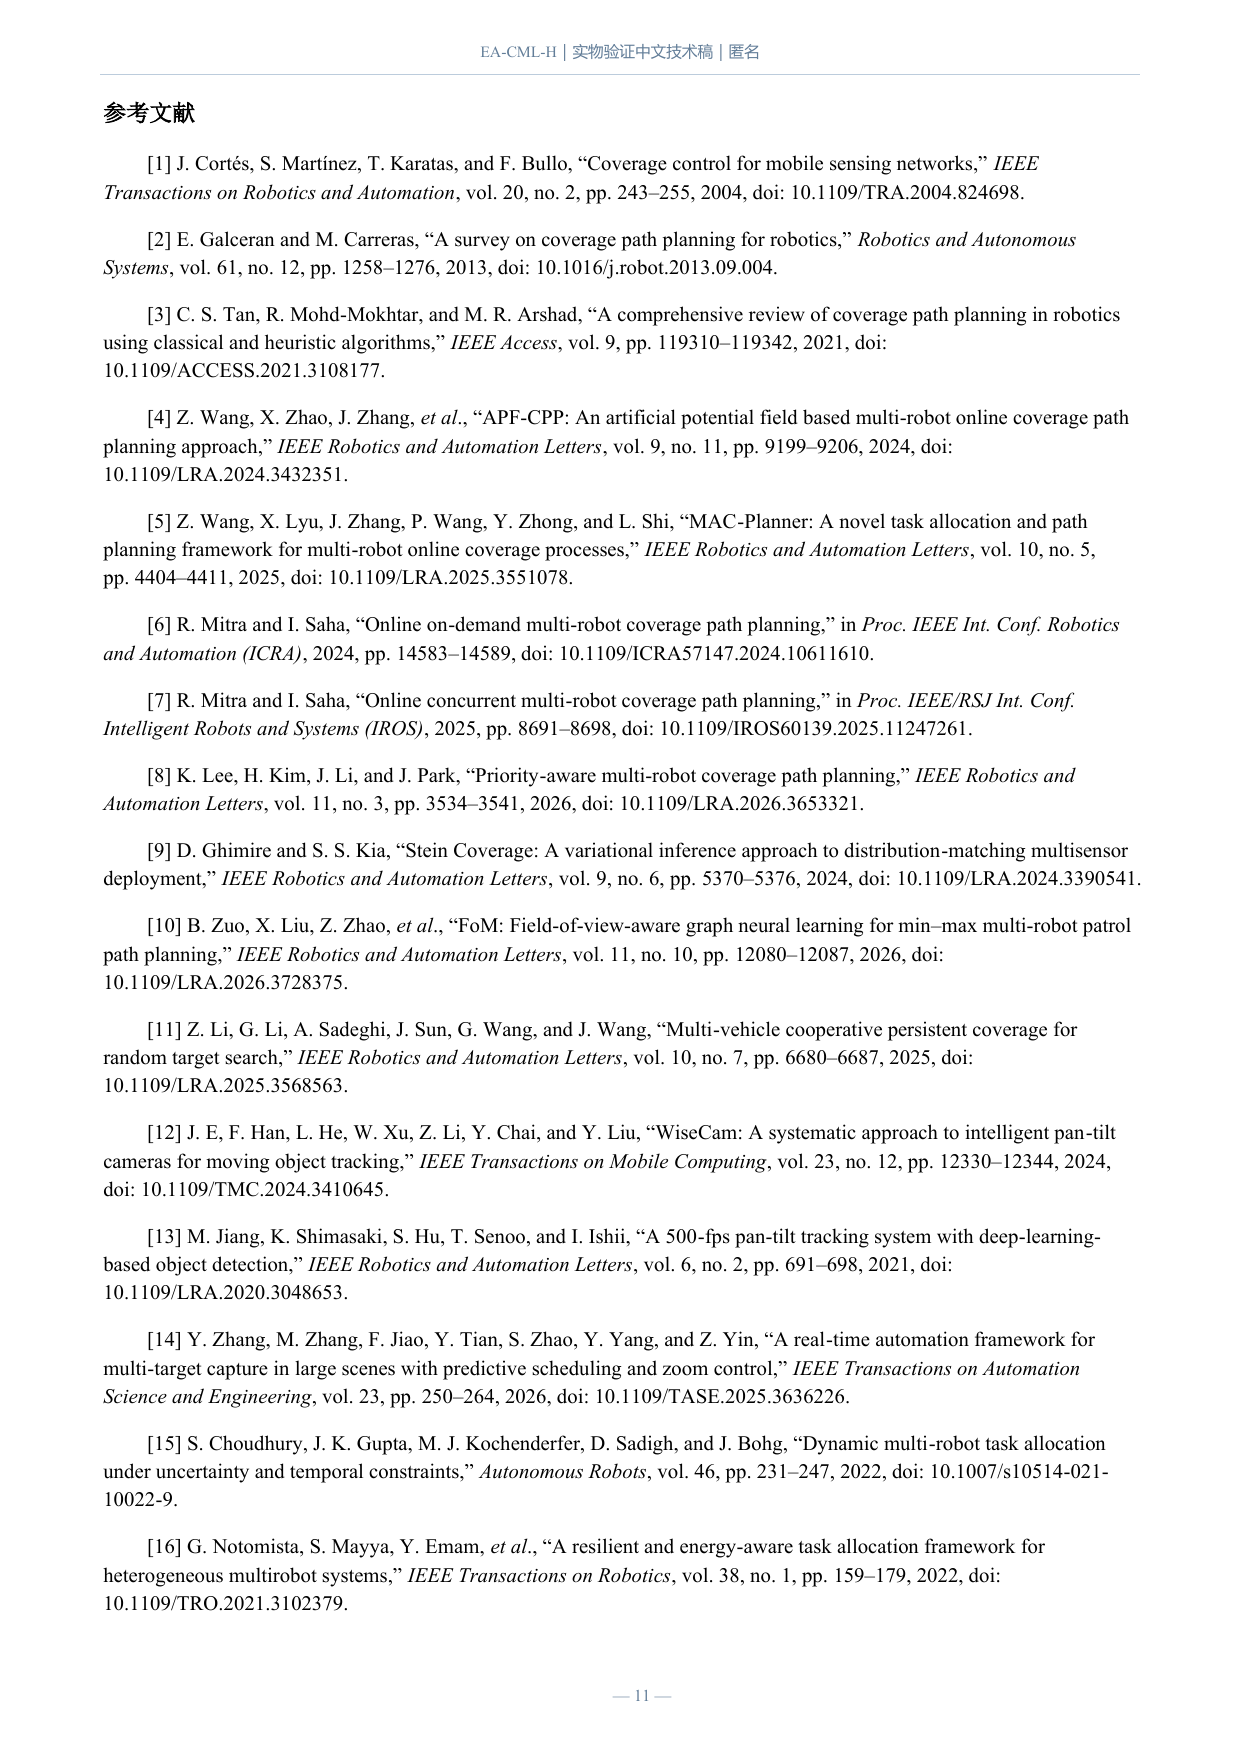 EA-CML-H | 实物验证中文技术稿 | 匿名
参考文献
[1] J. Cortés, S. Martínez, T. Karatas, and F. Bullo, “Coverage control for mobile sensing networks,” IEEE
Transactions on Robotics and Automation, vol. 20, no. 2, pp. 243–255, 2004, doi: 10.1109/TRA.2004.824698.
[2] E. Galceran and M. Carreras, “A survey on coverage path planning for robotics,” Robotics and Autonomous
Systems, vol. 61, no. 12, pp. 1258–1276, 2013, doi: 10.1016/j.robot.2013.09.004.
[3] C. S. Tan, R. Mohd-Mokhtar, and M. R. Arshad, “A comprehensive review of coverage path planning in robotics
using classical and heuristic algorithms,” IEEE Access, vol. 9, pp. 119310–119342, 2021, doi:
10.1109/ACCESS.2021.3108177.
[4] Z. Wang, X. Zhao, J. Zhang, et al., “APF-CPP: An artificial potential field based multi-robot online coverage path
planning approach,” IEEE Robotics and Automation Letters, vol. 9, no. 11, pp. 9199–9206, 2024, doi:
10.1109/LRA.2024.3432351.
[5] Z. Wang, X. Lyu, J. Zhang, P. Wang, Y. Zhong, and L. Shi, “MAC-Planner: A novel task allocation and path
planning framework for multi-robot online coverage processes,” IEEE Robotics and Automation Letters, vol. 10, no. 5,
pp. 4404–4411, 2025, doi: 10.1109/LRA.2025.3551078.
[6] R. Mitra and I. Saha, “Online on-demand multi-robot coverage path planning,” in Proc. IEEE Int. Conf. Robotics
and Automation (ICRA), 2024, pp. 14583–14589, doi: 10.1109/ICRA57147.2024.10611610.
[7] R. Mitra and I. Saha, “Online concurrent multi-robot coverage path planning,” in Proc. IEEE/RSJ Int. Conf.
Intelligent Robots and Systems (IROS), 2025, pp. 8691–8698, doi: 10.1109/IROS60139.2025.11247261.
[8] K. Lee, H. Kim, J. Li, and J. Park, “Priority-aware multi-robot coverage path planning,” IEEE Robotics and
Automation Letters, vol. 11, no. 3, pp. 3534–3541, 2026, doi: 10.1109/LRA.2026.3653321.
[9] D. Ghimire and S. S. Kia, “Stein Coverage: A variational inference approach to distribution-matching multisensor
deployment,” IEEE Robotics and Automation Letters, vol. 9, no. 6, pp. 5370–5376, 2024, doi: 10.1109/LRA.2024.3390541.
[10] B. Zuo, X. Liu, Z. Zhao, et al., “FoM: Field-of-view-aware graph neural learning for min–max multi-robot patrol
path planning,” IEEE Robotics and Automation Letters, vol. 11, no. 10, pp. 12080–12087, 2026, doi:
10.1109/LRA.2026.3728375.
[11] Z. Li, G. Li, A. Sadeghi, J. Sun, G. Wang, and J. Wang, “Multi-vehicle cooperative persistent coverage for
random target search,” IEEE Robotics and Automation Letters, vol. 10, no. 7, pp. 6680–6687, 2025, doi:
10.1109/LRA.2025.3568563.
[12] J. E, F. Han, L. He, W. Xu, Z. Li, Y. Chai, and Y. Liu, “WiseCam: A systematic approach to intelligent pan-tilt
cameras for moving object tracking,” IEEE Transactions on Mobile Computing, vol. 23, no. 12, pp. 12330–12344, 2024,
doi: 10.1109/TMC.2024.3410645.
[13] M. Jiang, K. Shimasaki, S. Hu, T. Senoo, and I. Ishii, “A 500-fps pan-tilt tracking system with deep-learning-
based object detection,” IEEE Robotics and Automation Letters, vol. 6, no. 2, pp. 691–698, 2021, doi:
10.1109/LRA.2020.3048653.
[14] Y. Zhang, M. Zhang, F. Jiao, Y. Tian, S. Zhao, Y. Yang, and Z. Yin, “A real-time automation framework for
multi-target capture in large scenes with predictive scheduling and zoom control,” IEEE Transactions on Automation
Science and Engineering, vol. 23, pp. 250–264, 2026, doi: 10.1109/TASE.2025.3636226.
[15] S. Choudhury, J. K. Gupta, M. J. Kochenderfer, D. Sadigh, and J. Bohg, “Dynamic multi-robot task allocation
under uncertainty and temporal constraints,” Autonomous Robots, vol. 46, pp. 231–247, 2022, doi: 10.1007/s10514-021-
10022-9.
[16] G. Notomista, S. Mayya, Y. Emam, et al., “A resilient and energy-aware task allocation framework for
heterogeneous multirobot systems,” IEEE Transactions on Robotics, vol. 38, no. 1, pp. 159–179, 2022, doi:
10.1109/TRO.2021.3102379.
— 11 —